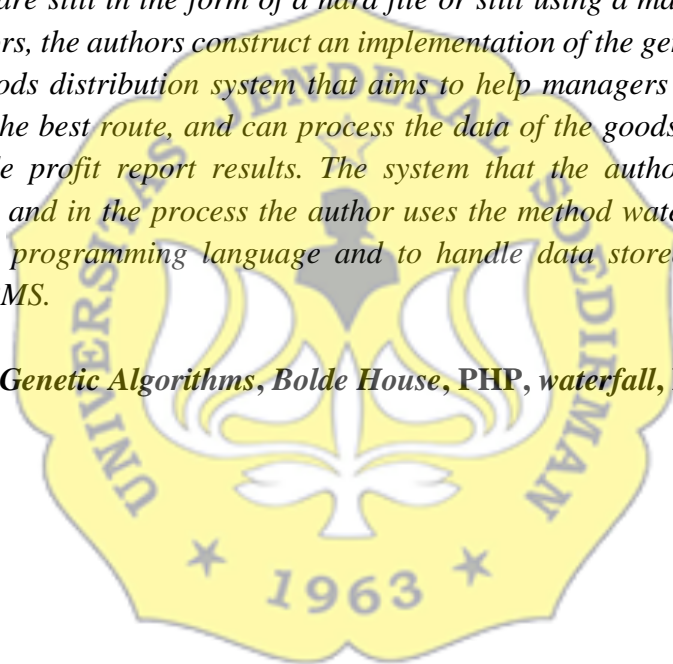 are still in the form of a hard file or still using a ma
ors, the authors construct an implementation of the ge
ods distribution system that aims to help managers
he best route, and can process the data of the goods
le profit report results. The system that the autho
and in the process the author uses the method wate
programming language and to handle data store
MS.
Genetic Algorithms, Bolde House, PHP, waterfall,
UNIVERSITAS JENDERAL SOEDIRMAN
1963